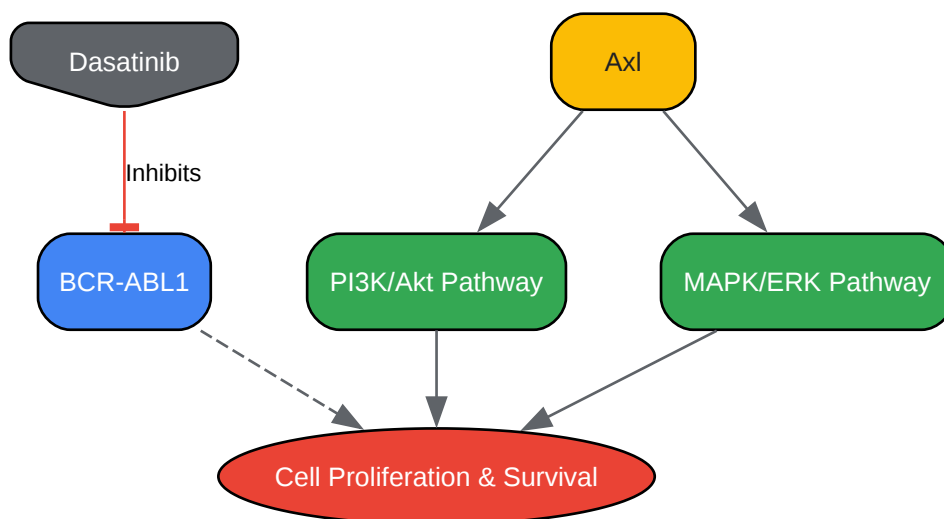 Dasatinib
Axl
Inhibits
BCR-ABL1
PI3K/Akt Pathway
MAPK/ERK Pathway
Cell Proliferation & Survival